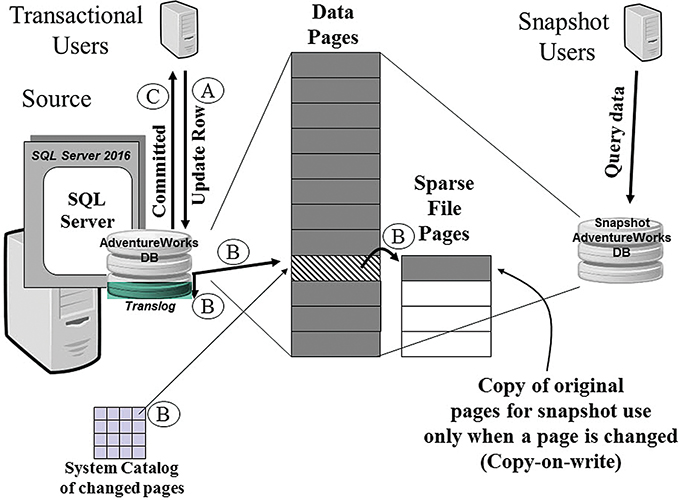 Transactional
Users
Data
Pages
Snapshot
Users
Source
C
A
Committed
Update Row
Query data
SQL Server 2016
SQL
Server
Sparse
File
Pages
AdventureWorks
DB
Translog
B
B
B
Snapshot
AdventureWorks
DB
B
System Catalog
of changed pages
Copy of original
pages for snapshot use
only when a page is changed
(Copy-on-write)